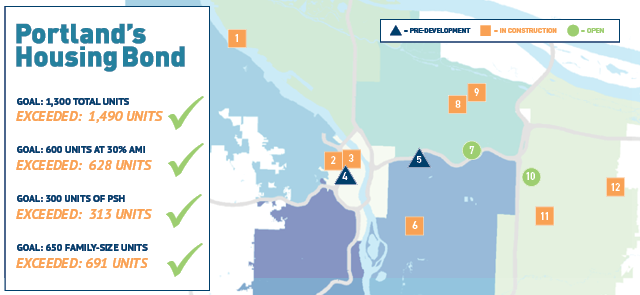 Portland's
Housing Bond
GOAL: 1,300 TOTAL UNITS
EXCEEDED: 1,490 UNITS
GOAL: 600 UNITS AT 30% AMI
EXCEEDED: 628 UNITS
GOAL: 300 UNITS OF PSH
EXCEEDED: 313 UNITS
GOAL: 650 FAMILY-SIZE UNITS
EXCEEDED: 691 UNITS
= PRE-DEVELOPMENT = IN CONSTRUCTION = OPEN
1
9
8
7
2 3
5
4
10
12
11
6